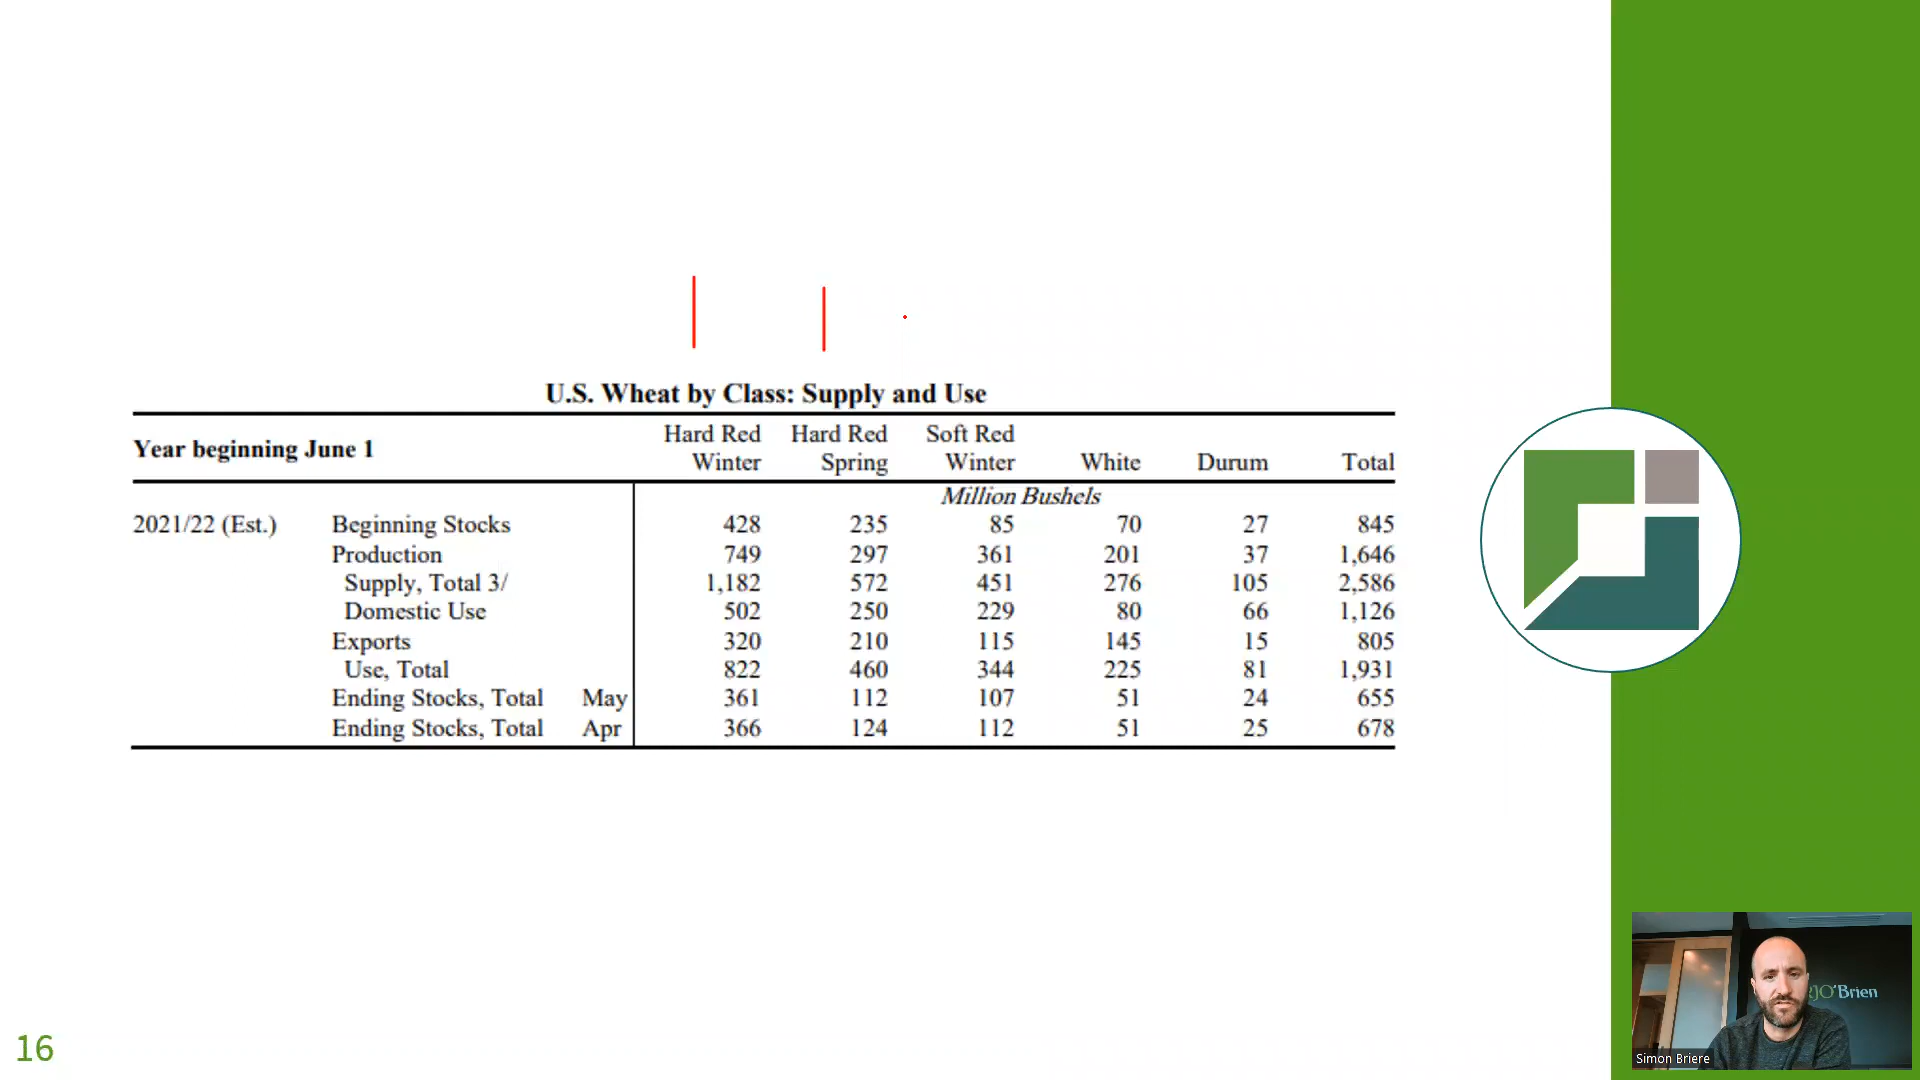 U.S. Wheat by Class: Supply and Use
Year beginning June 1 Hard Red Winter Hard Red Spring Soft Red Winter White Durum Total
Million Bushels
2021/22 (Est.) Beginning Stocks 428 235 85 70 27 845
Production 749 297 361 201 37 1,646
Supply, Total 3/ 1,182 572 451 276 105 2,586
Domestic Use 502 250 229 80 66 1,126
Exports 320 210 115 145 15 805
Use, Total 822 460 344 225 81 1,931
Ending Stocks, Total May 361 112 107 51 24 655
Ending Stocks, Total Apr 366 124 112 51 25 678
RJO'Brien
Simon Briere
16